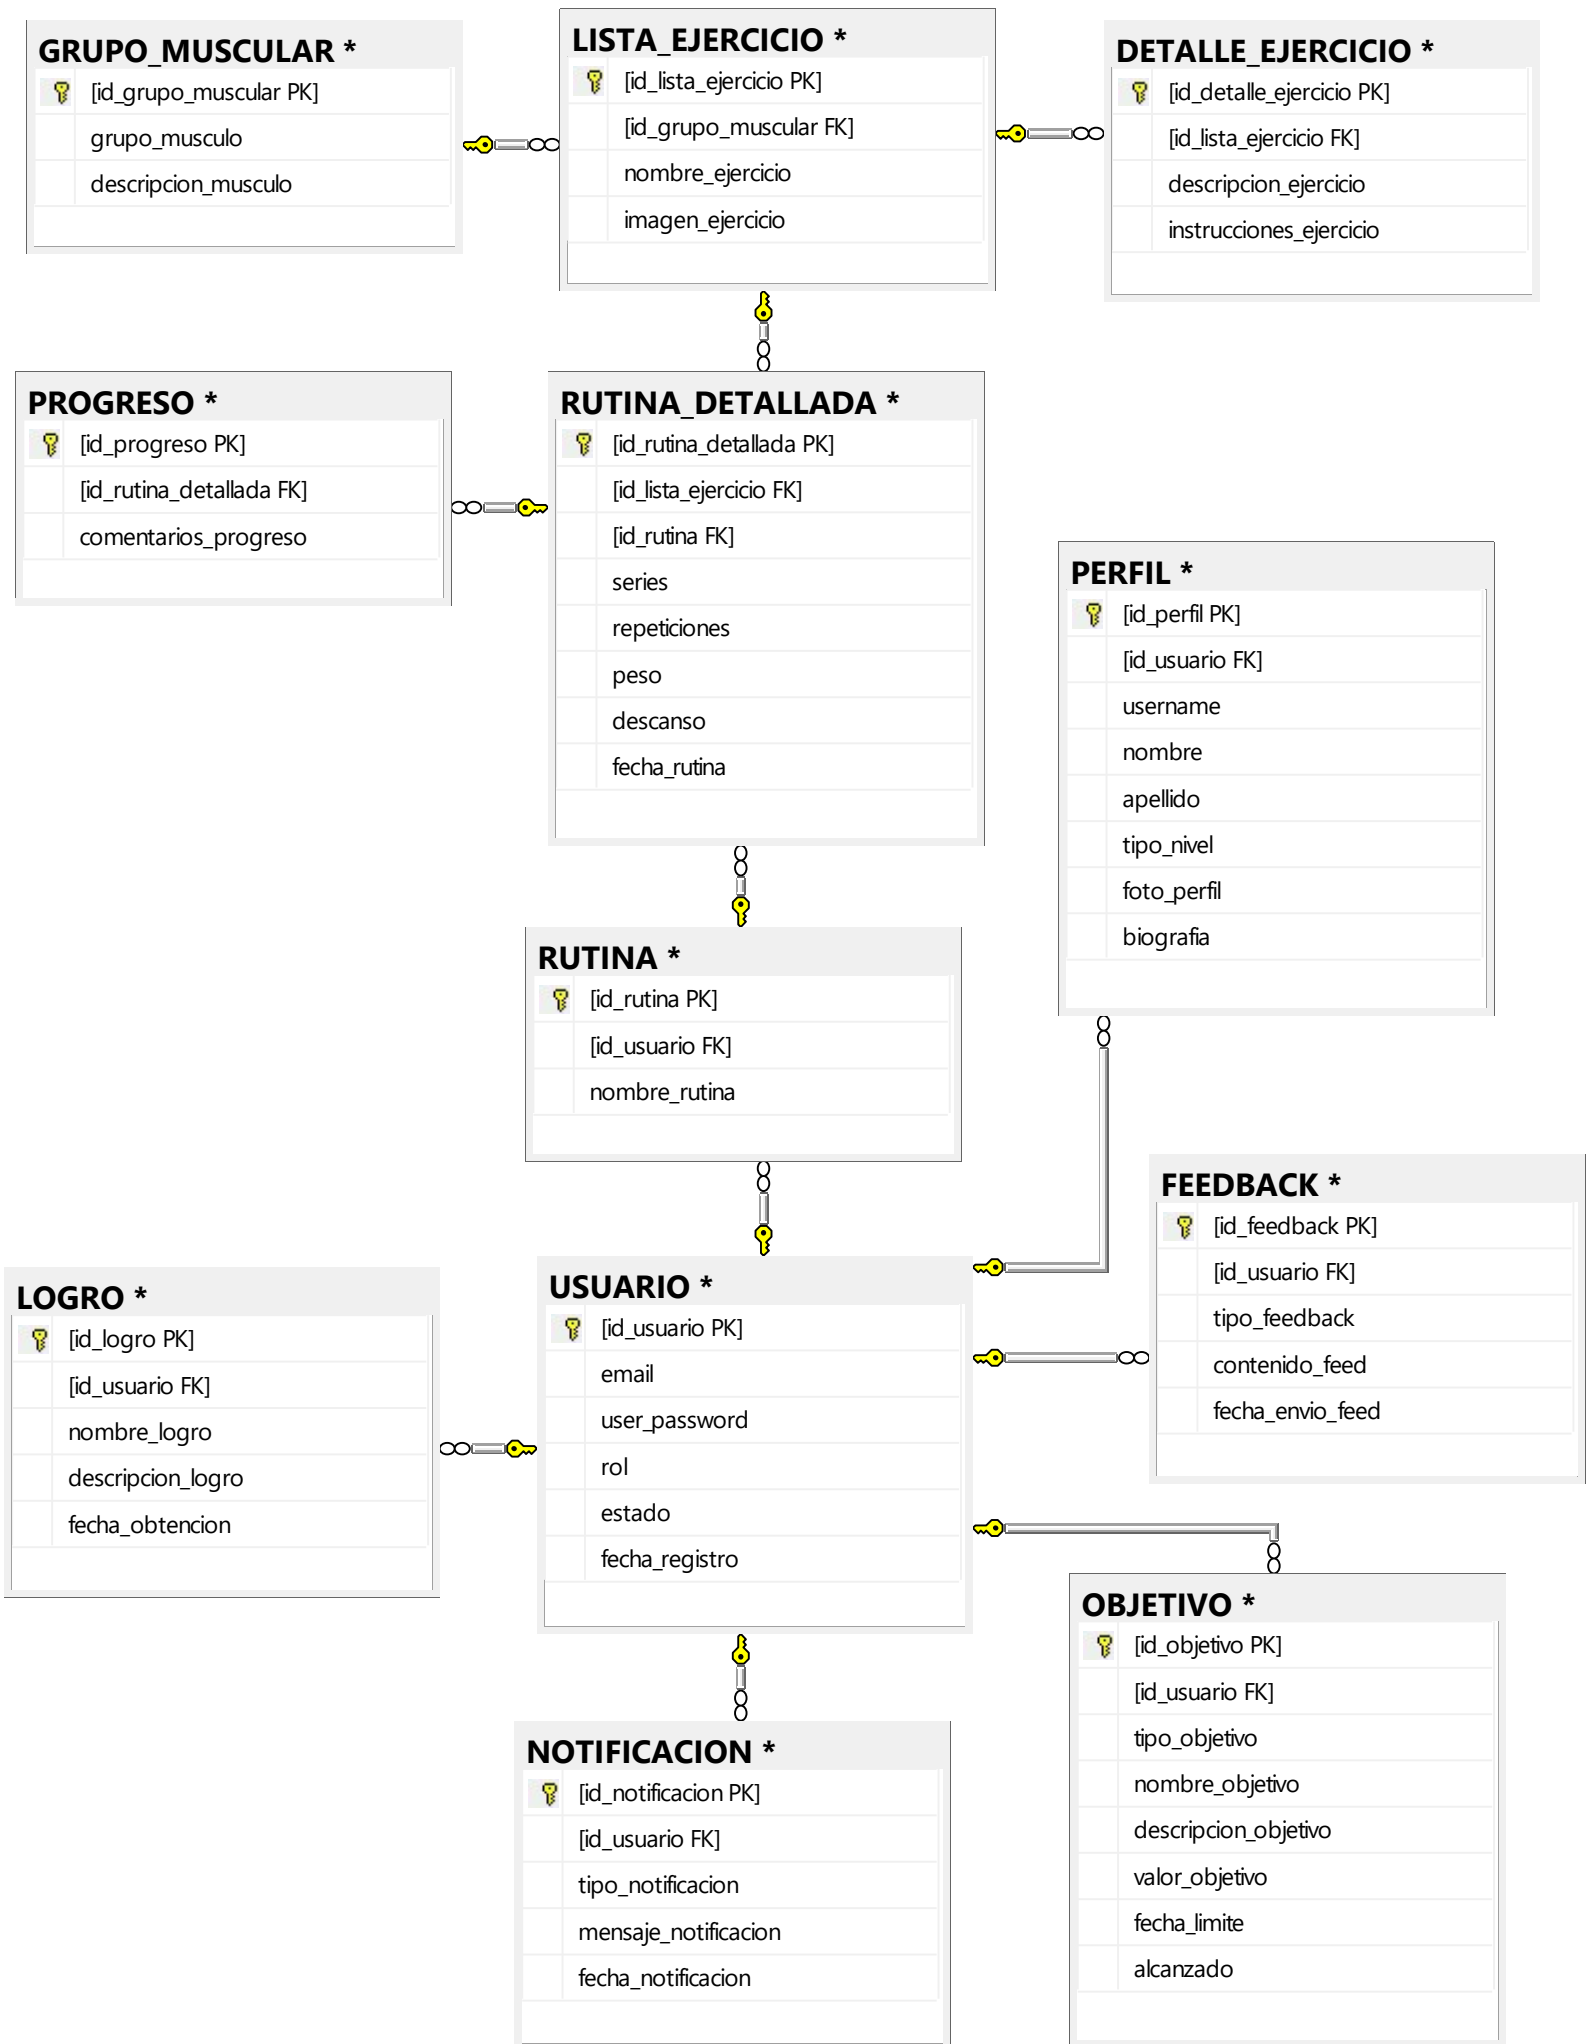 GRUPO_MUSCULAR *
[id_grupo_muscular PK]
grupo_musculo
descripcion_musculo
LISTA_EJERCICIO *
[id_lista_ejercicio PK]
[id_grupo_muscular FK]
nombre_ejercicio
imagen_ejercicio
DETALLE_EJERCICIO *
[id_detalle_ejercicio PK]
[id_lista_ejercicio FK]
descripcion_ejercicio
instrucciones_ejercicio
PROGRESO *
[id_progreso PK]
[id_rutina_detallada FK]
comentarios_progreso
RUTINA_DETALLADA *
[id_rutina_detallada PK]
[id_lista_ejercicio FK]
[id_rutina FK]
series
repeticiones
peso
descanso
fecha_rutina
PERFIL *
[id_perfil PK]
[id_usuario FK]
username
nombre
apellido
tipo_nivel
foto_perfil
biografia
RUTINA *
[id_rutina PK]
[id_usuario FK]
nombre_rutina
FEEDBACK *
[id_feedback PK]
[id_usuario FK]
tipo_feedback
contenido_feed
fecha_envio_feed
LOGRO *
[id_logro PK]
[id_usuario FK]
nombre_logro
descripcion_logro
fecha_obtencion
USUARIO *
[id_usuario PK]
email
user_password
rol
estado
fecha_registro
OBJETIVO *
[id_objetivo PK]
[id_usuario FK]
tipo_objetivo
nombre_objetivo
descripcion_objetivo
valor_objetivo
fecha_limite
alcanzado
NOTIFICACION *
[id_notificacion PK]
[id_usuario FK]
tipo_notificacion
mensaje_notificacion
fecha_notificacion